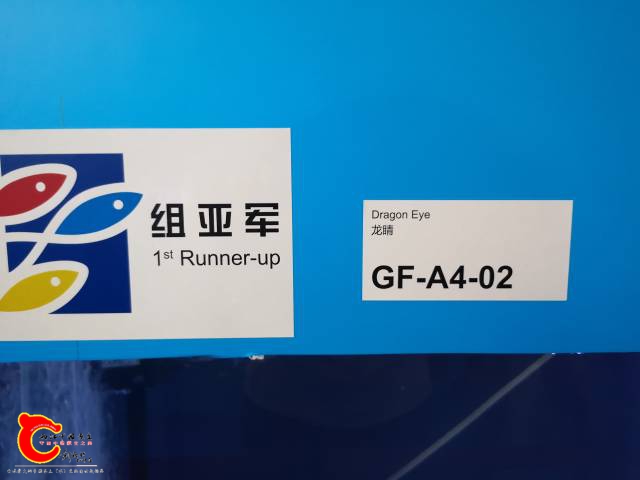 组亚军
1st Runner-up
Dragon Eye
龙睛
GF-A4-02